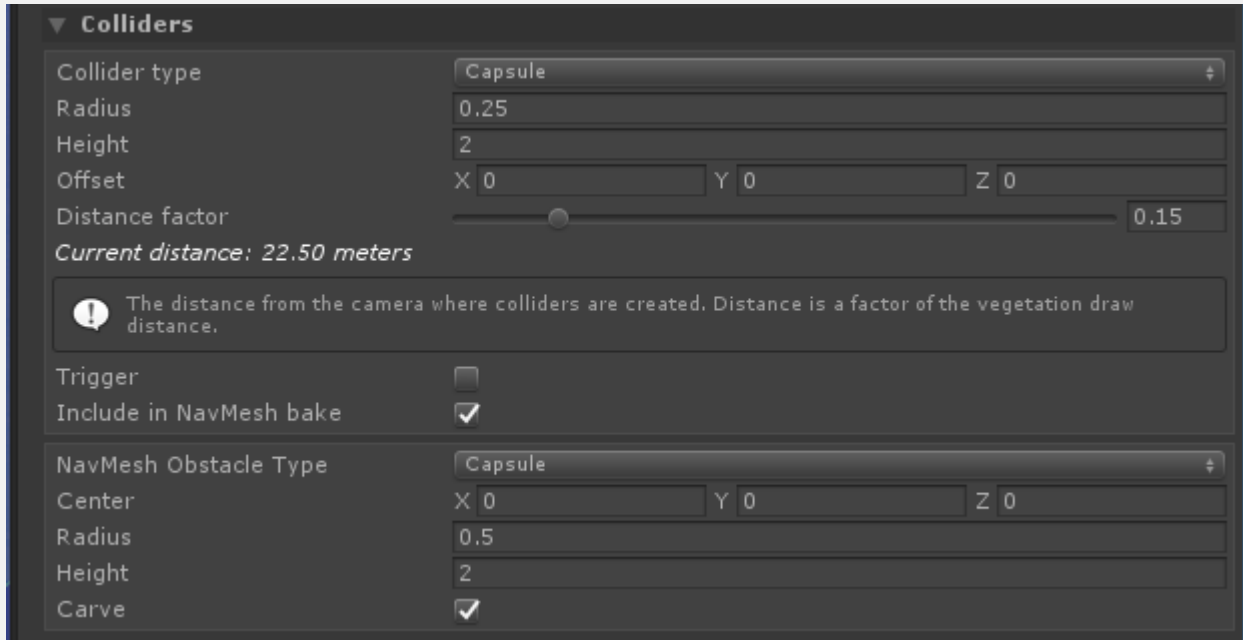 Colliders
Collider type Capsule
Radius 0.25
Height 2
Offset X 0 Y 0 Z 0
Distance factor 0.15
Current distance: 22.50 meters
The distance from the camera where colliders are created. Distance is a factor of the vegetation draw
distance.
Trigger
Include in NavMesh bake
NavMesh Obstacle Type Capsule
Center X 0 Y 0 Z 0
Radius 0.5
Height 2
Carve